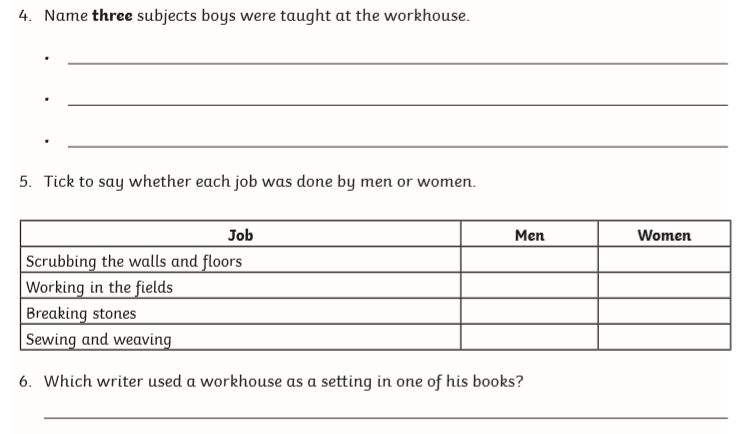 4. Name three subjects boys were taught at the workhouse.
•
•
•
5. Tick to say whether each job was done by men or women.
Job Men Women
Scrubbing the walls and floors
Working in the fields
Breaking stones
Sewing and weaving
6. Which writer used a workhouse as a setting in one of his books?